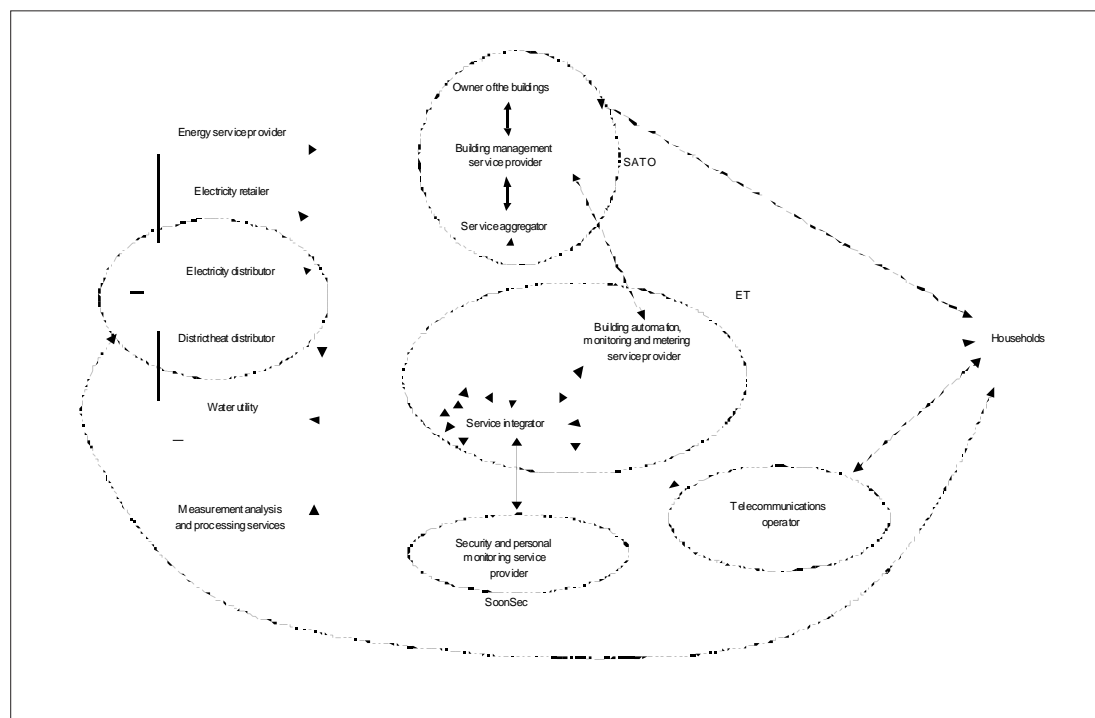 Owner of the buildings
Energy service provider
Building management
service provider
SATO
Electricity retailer
Service aggregator
Electricity distributor
ET
Building automation,
monitoring and metering
service provider
District heat distributor
Households
Water utility
Service integrator
Measurement analysis
and processing services
Telecommunications
operator
Security and personal
monitoring service
provider
SoonSec